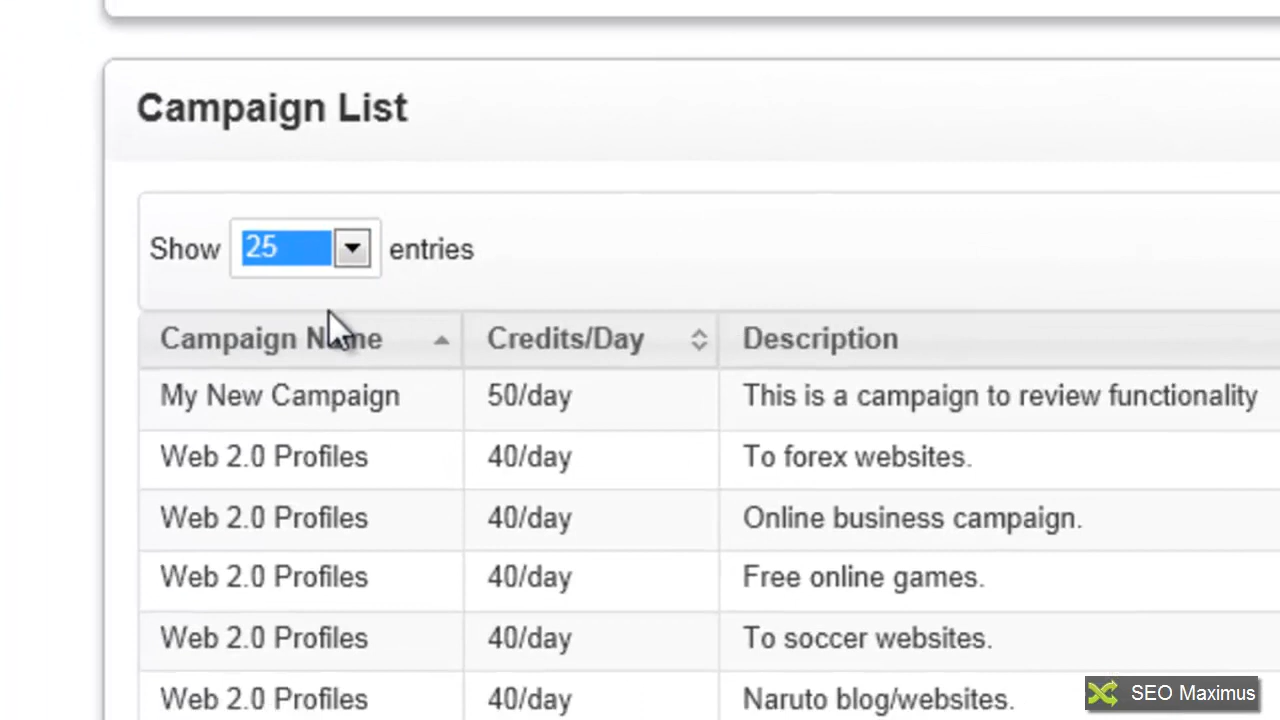 Campaign List
Show 25 entries
Campaign Name Credits/Day Description
My New Campaign 50/day This is a campaign to review functionality
Web 2.0 Profiles 40/day To forex websites.
Web 2.0 Profiles 40/day Online business campaign.
Web 2.0 Profiles 40/day Free online games.
Web 2.0 Profiles 40/day To soccer websites.
Web 2.0 Profiles 40/day Naruto blog/websites.
SEO Maximus